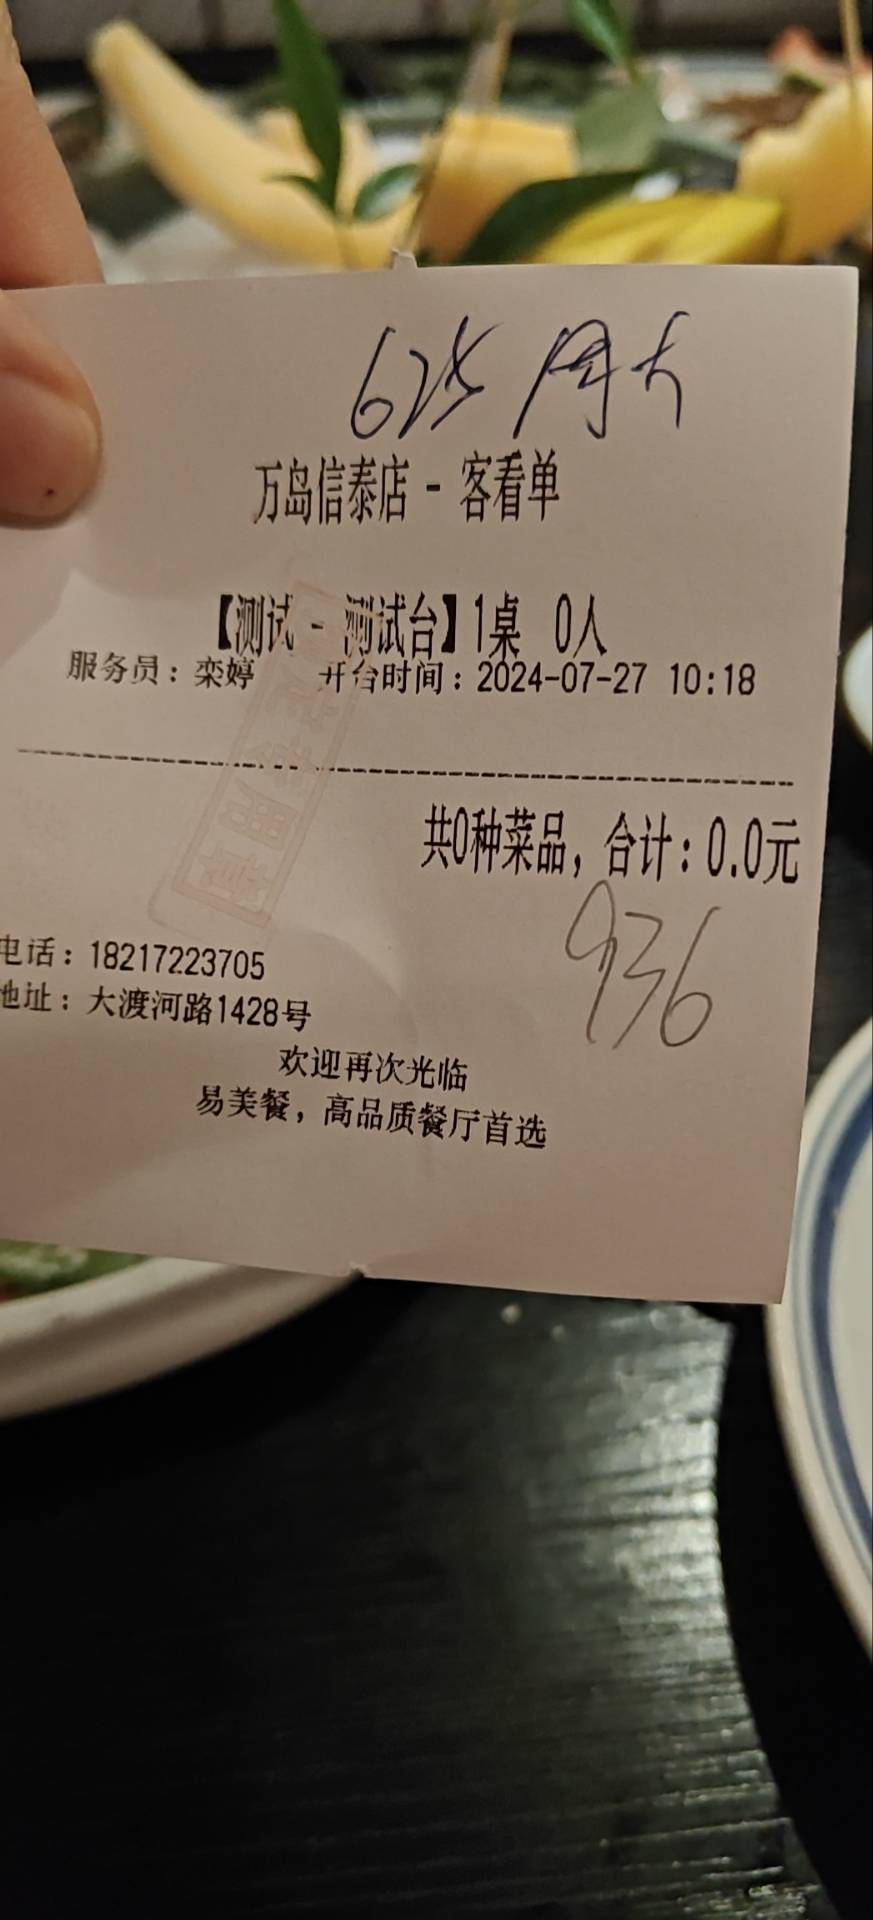 625
万岛信泰店 - 客看单
【测试 - 测试台】1桌 0人
服务员：栾婷 开台时间：2024-07-27 10:18
共0种菜品，合计：0.0元
936
电话：18217223705
地址：大渡河路1428号
欢迎再次光临
易美餐，高品质餐厅首选